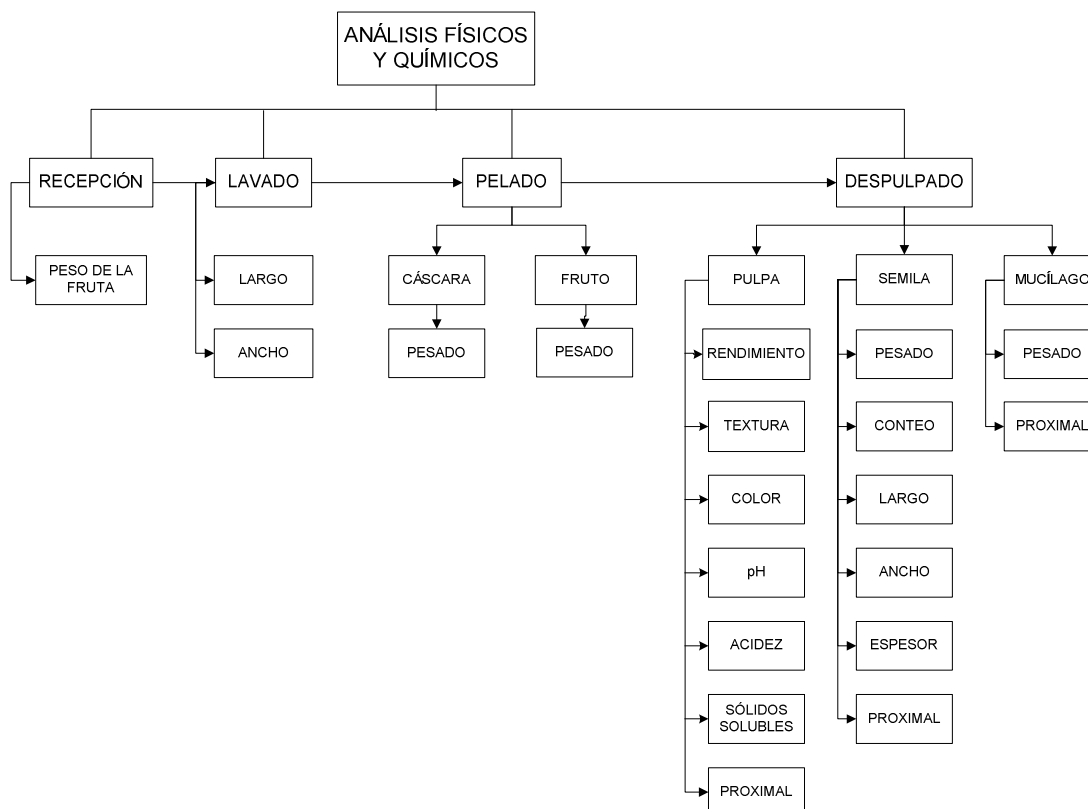 ANÁLISIS FÍSICOS
Y QUÍMICOS
RECEPCIÓN
LAVADO
PELADO
DESPULPADO
PESO DE LA
FRUTA
LARGO
ANCHO
CÁSCARA
PESADO
FRUTO
PESADO
PULPA
RENDIMIENTO
TEXTURA
COLOR
pH
ACIDEZ
SÓLIDOS
SOLUBLES
PROXIMAL
SEMILA
PESADO
CONTEO
LARGO
ANCHO
ESPESOR
PROXIMAL
MUCÍLAGO
PESADO
PROXIMAL